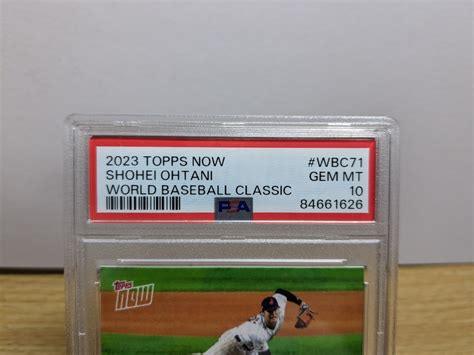 2023 TOPPS NOW #WBC71
SHOHEI OHTANI GEM MT
WORLD BASEBALL CLASSIC 10
PSA 84661626
Topps
NOW